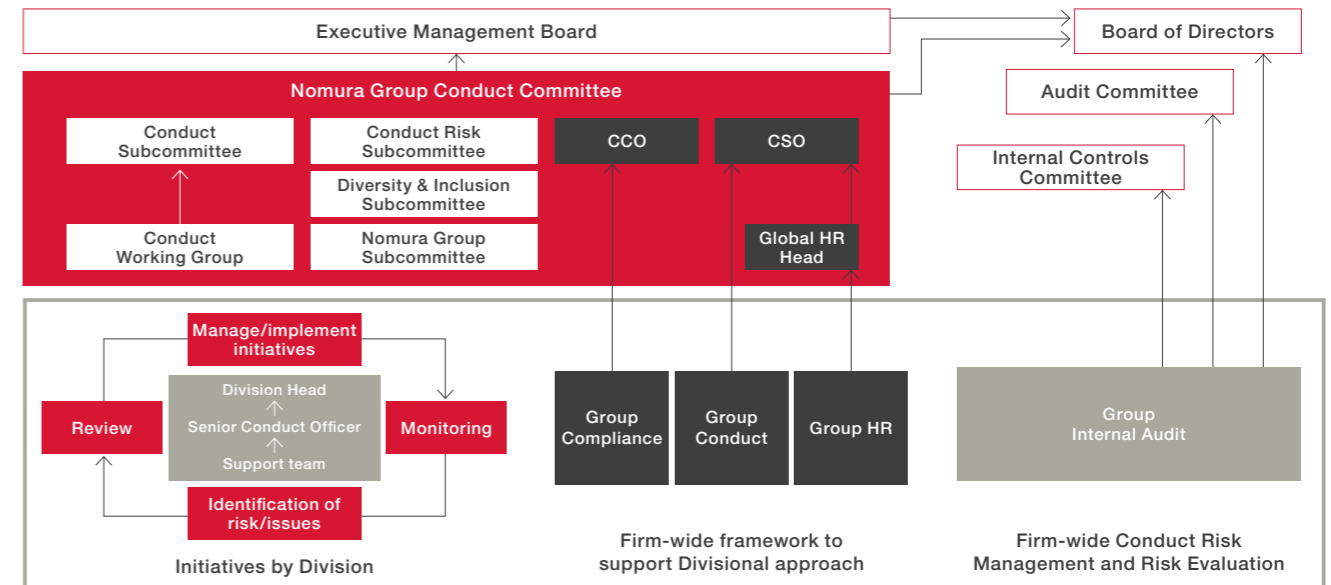 Executive Management Board
Board of Directors
Nomura Group Conduct Committee
Audit Committee
Conduct
Subcommittee
Conduct Risk
Subcommittee
CCO
CSO
Internal Controls
Committee
Diversity & Inclusion
Subcommittee
Conduct
Working Group
Nomura Group
Subcommittee
Global HR
Head
Manage/implement
initiatives
Division Head
Senior Conduct Officer
Support team
Review
Monitoring
Identification of
risk/issues
Initiatives by Division
Group
Compliance
Group
Conduct
Group HR
Firm-wide framework to
support Divisional approach
Group
Internal Audit
Firm-wide Conduct Risk
Management and Risk Evaluation